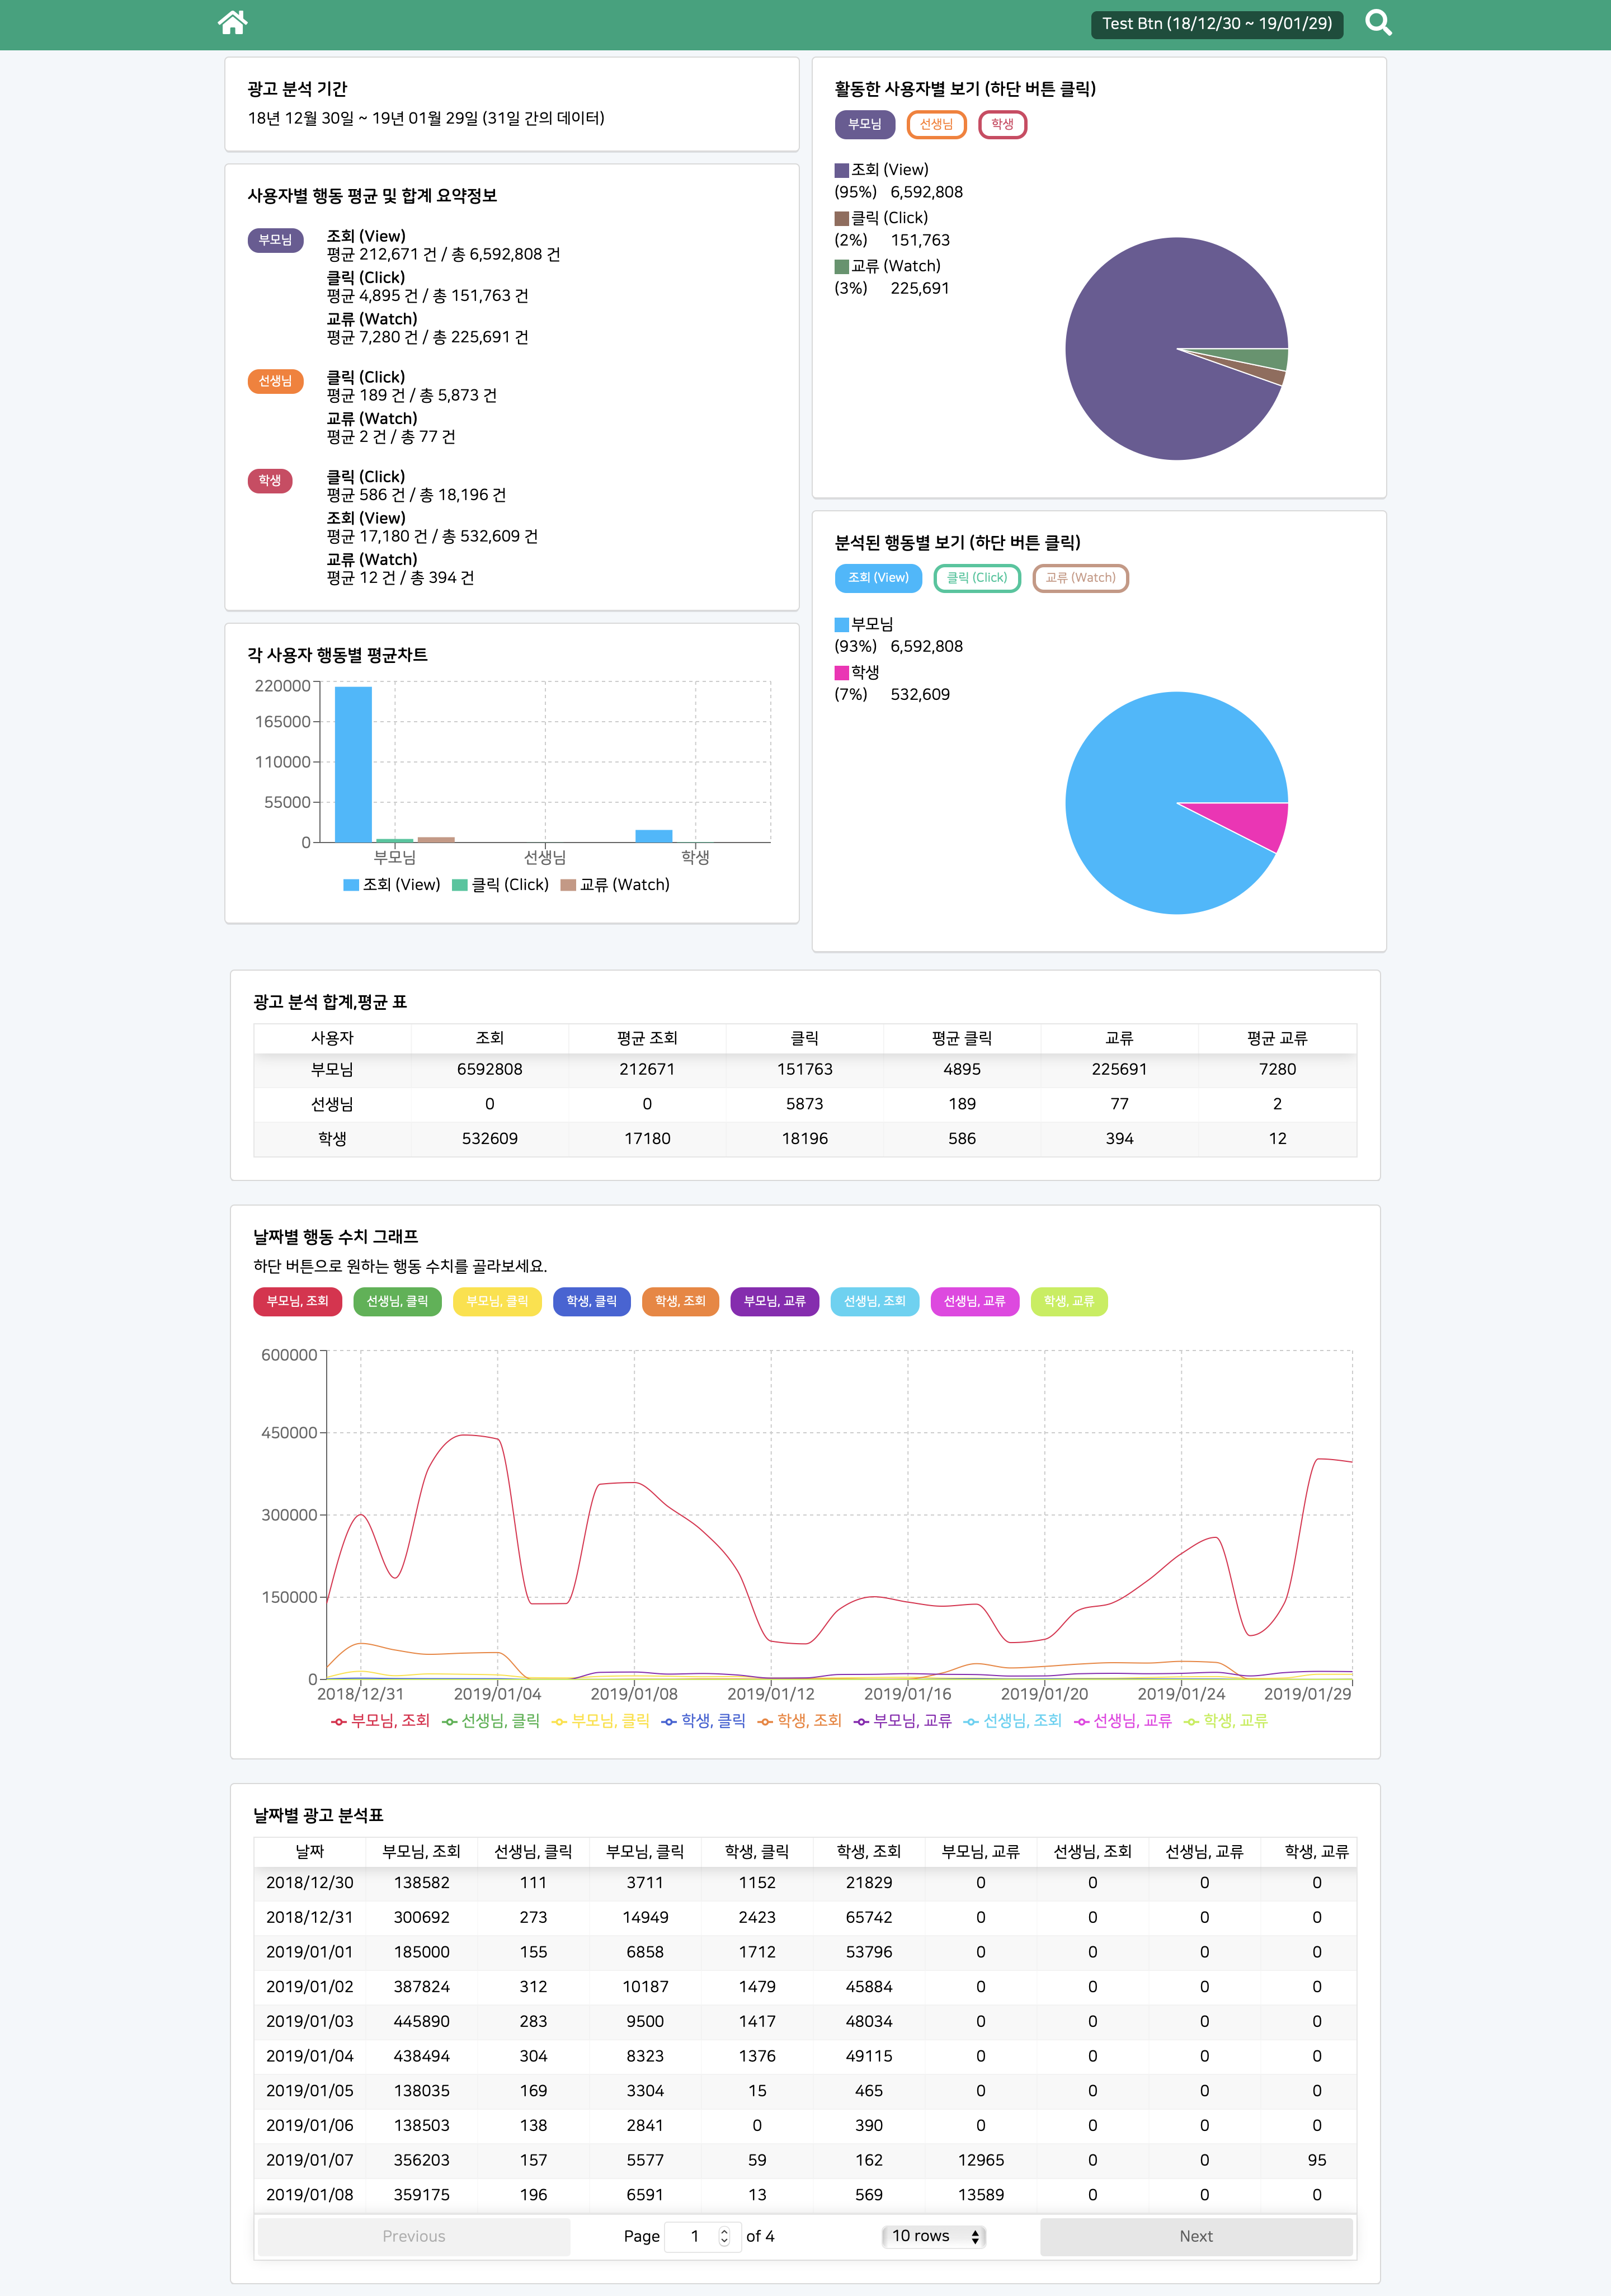 Test Btn (18/12/30 ~ 19/01/29)
광고 분석 기간
18년 12월 30일 ~ 19년 01월 29일 (31일 간의 데이터)
사용자별 행동 평균 및 합계 요약정보
부모님
조회 (View)
평균 212,671 건 / 총 6,592,808 건
클릭 (Click)
평균 4,895 건 / 총 151,763 건
교류 (Watch)
평균 7,280 건 / 총 225,691 건
선생님
클릭 (Click)
평균 189 건 / 총 5,873 건
교류 (Watch)
평균 2 건 / 총 77 건
학생
클릭 (Click)
평균 586 건 / 총 18,196 건
조회 (View)
평균 17,180 건 / 총 532,609 건
교류 (Watch)
평균 12 건 / 총 394 건
각 사용자 행동별 평균차트
220000
165000
110000
55000
0
부모님 선생님 학생
조회 (View) 클릭 (Click) 교류 (Watch)
활동한 사용자별 보기 (하단 버튼 클릭)
부모님 선생님 학생
조회 (View)
(95%) 6,592,808
클릭 (Click)
(2%) 151,763
교류 (Watch)
(3%) 225,691
분석된 행동별 보기 (하단 버튼 클릭)
조회 (View) 클릭 (Click) 교류 (Watch)
부모님
(93%) 6,592,808
학생
(7%) 532,609
광고 분석 합계,평균 표
사용자 조회 평균 조회 클릭 평균 클릭 교류 평균 교류
부모님 6592808 212671 151763 4895 225691 7280
선생님 0 0 5873 189 77 2
학생 532609 17180 18196 586 394 12
날짜별 행동 수치 그래프
하단 버튼으로 원하는 행동 수치를 골라보세요.
부모님, 조회 선생님, 클릭 부모님, 클릭 학생, 클릭 학생, 조회 부모님, 교류 선생님, 조회 선생님, 교류 학생, 교류
600000
450000
300000
150000
0
2018/12/31 2019/01/04 2019/01/08 2019/01/12 2019/01/16 2019/01/20 2019/01/24 2019/01/29
부모님, 조회 선생님, 클릭 부모님, 클릭 학생, 클릭 학생, 조회 부모님, 교류 선생님, 조회 선생님, 교류 학생, 교류
날짜별 광고 분석표
날짜 부모님, 조회 선생님, 클릭 부모님, 클릭 학생, 클릭 학생, 조회 부모님, 교류 선생님, 조회 선생님, 교류 학생, 교류
2018/12/30 138582 111 3711 1152 21829 0 0 0 0
2018/12/31 300692 273 14949 2423 65742 0 0 0 0
2019/01/01 185000 155 6858 1712 53796 0 0 0 0
2019/01/02 387824 312 10187 1479 45884 0 0 0 0
2019/01/03 445890 283 9500 1417 48034 0 0 0 0
2019/01/04 438494 304 8323 1376 49115 0 0 0 0
2019/01/05 138035 169 3304 15 465 0 0 0 0
2019/01/06 138503 138 2841 0 390 0 0 0 0
2019/01/07 356203 157 5577 59 162 12965 0 0 95
2019/01/08 359175 196 6591 13 569 13589 0 0 0
Previous Page 1 of 4 10 rows Next